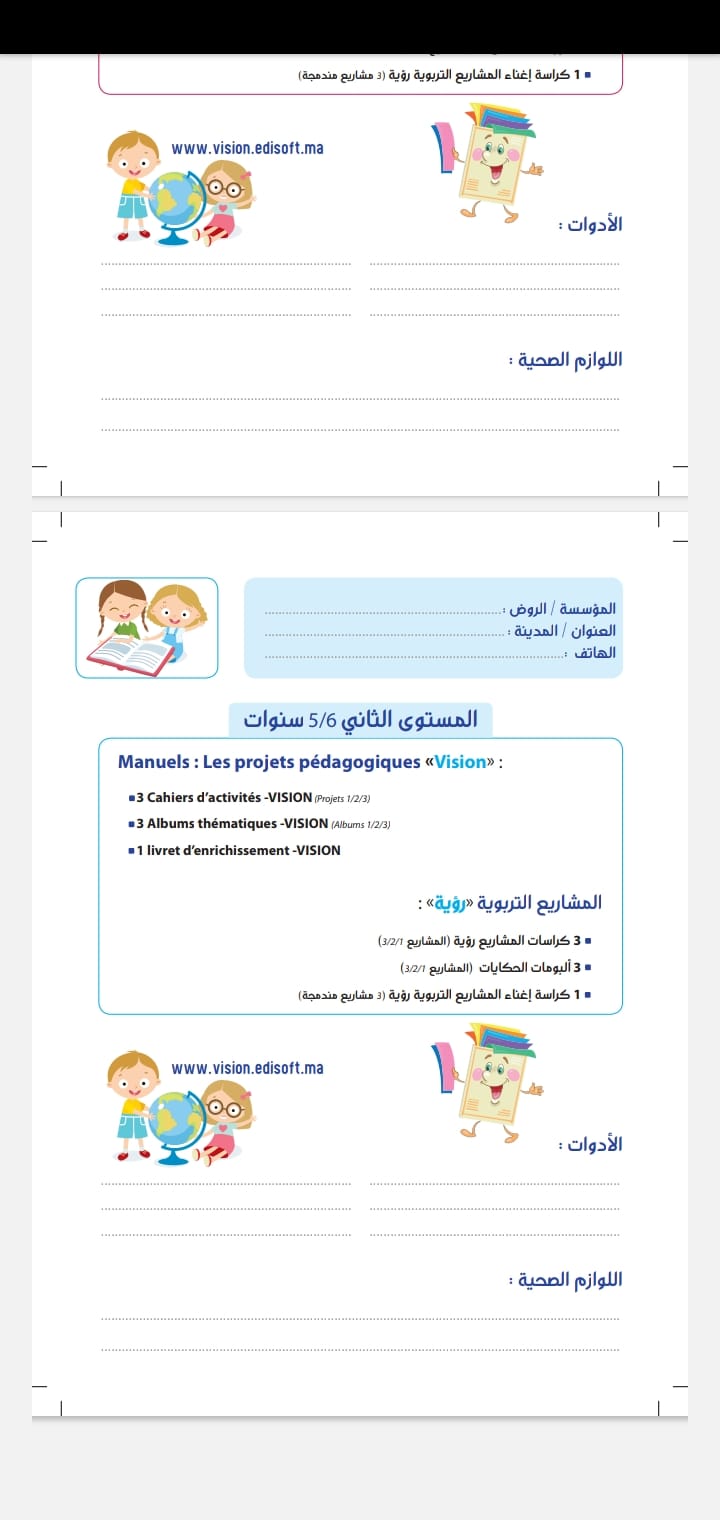 ■ 1 كراسة إغناء المشاريع التربوية رؤية (3 مشاريع مندمجة)
www.vision.edisoft.ma
الأدوات :
اللوازم الصحية :
المؤسسة / الروض :
العنوان / المدينة :
الهاتف :
المستوى الثاني 5/6 سنوات
Manuels : Les projets pédagogiques «Vision» :
■ 3 Cahiers d’activités -VISION (Projets 1/2/3)
■ 3 Albums thématiques -VISION (Albums 1/2/3)
■ 1 livret d’enrichissement -VISION
المشاريع التربوية «رؤية» :
■ 3 كراسات المشاريع رؤية (المشاريع 3/2/1)
■ 3 ألبومات الحكايات (المشاريع 3/2/1)
■ 1 كراسة إغناء المشاريع التربوية رؤية (3 مشاريع مندمجة)
www.vision.edisoft.ma
الأدوات :
اللوازم الصحية :